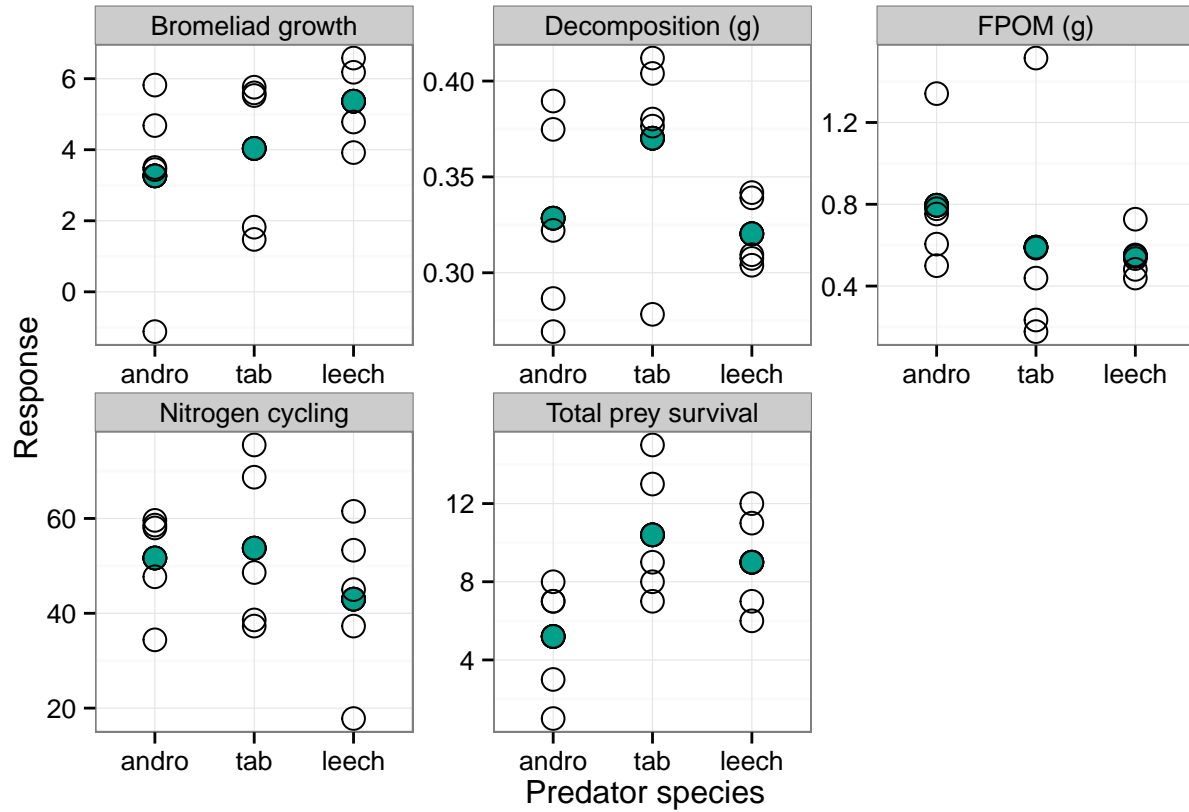 Bromeliad growth
Decomposition (g)
FPOM (g)
6
4
2
0
0.40
0.35
0.30
1.2
0.8
0.4
andro tab leech
andro tab leech
andro tab leech
Response
Nitrogen cycling
Total prey survival
60
40
20
12
8
4
andro tab leech
andro tab leech
Predator species